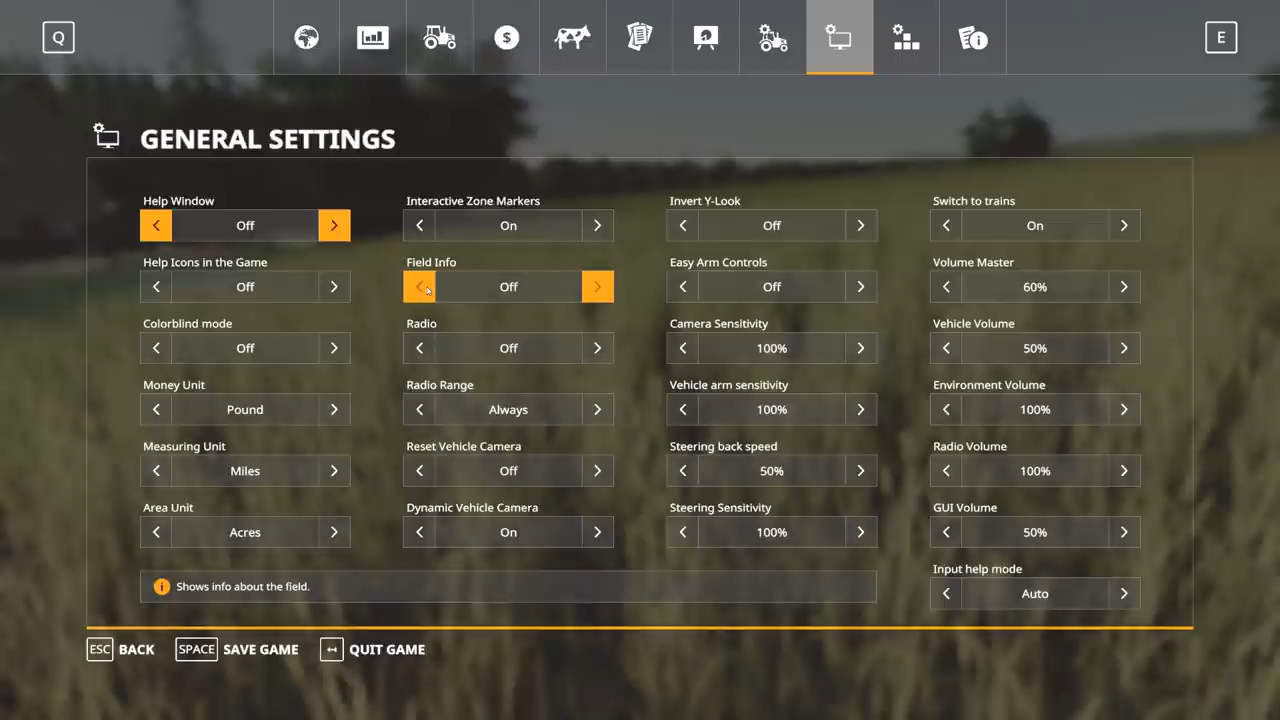 Q
$
E
GENERAL SETTINGS
Help Window
Off
Help Icons in the Game
Off
Colorblind mode
Off
Money Unit
Pound
Measuring Unit
Miles
Area Unit
Acres
Interactive Zone Markers
On
Field Info
Off
Radio
Off
Radio Range
Always
Reset Vehicle Camera
Off
Dynamic Vehicle Camera
On
Invert Y-Look
Off
Easy Arm Controls
Off
Camera Sensitivity
100%
Vehicle arm sensitivity
100%
Steering back speed
50%
Steering Sensitivity
100%
Switch to trains
On
Volume Master
60%
Vehicle Volume
50%
Environment Volume
100%
Radio Volume
100%
GUI Volume
50%
Input help mode
Auto
Shows info about the field.
ESC BACK SPACE SAVE GAME ↔ QUIT GAME